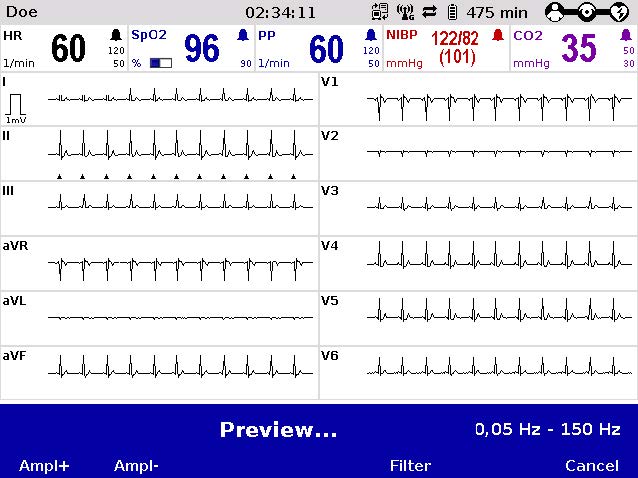 Doe 02:34:11 475 min
HR 60 120 50 1/min
SpO2 96 90 %
PP 60 120 50 1/min
NIBP 122/82 (101) mmHg
CO2 35 50 30 mmHg
I
1mV
II
III
aVR
aVL
aVF
V1
V2
V3
V4
V5
V6
Preview... 0,05 Hz - 150 Hz
Ampl+ Ampl- Filter Cancel